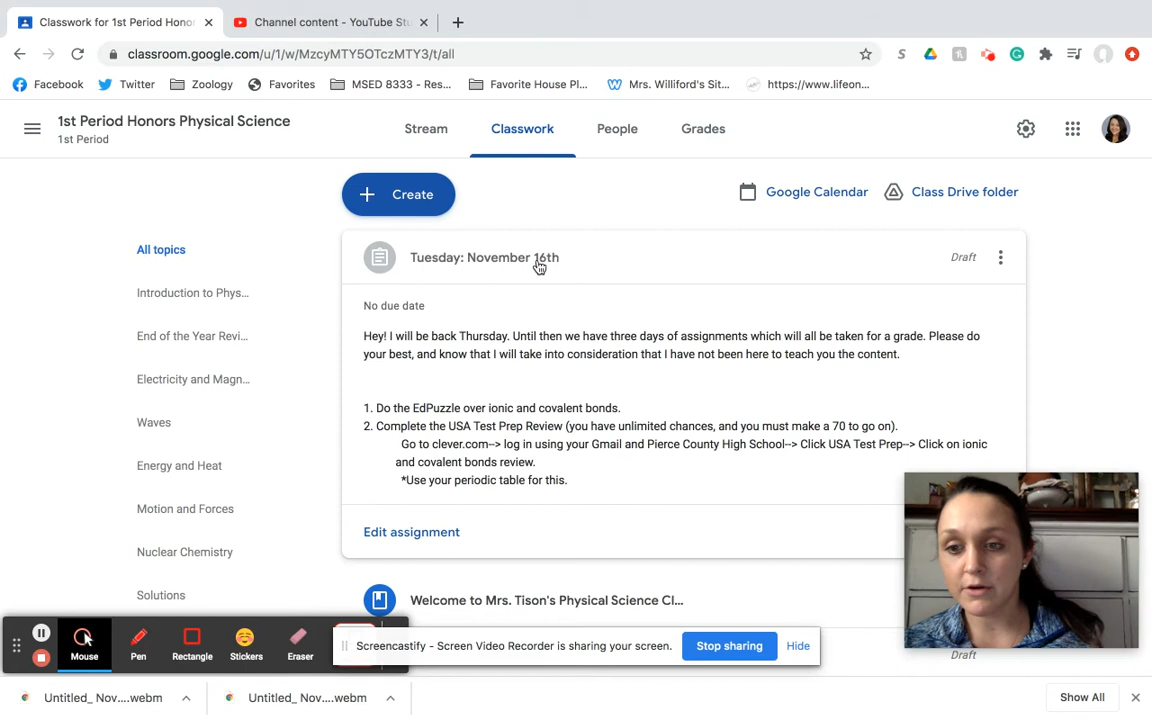 Classwork for 1st Period Hono
Channel content - YouTube Stu
classroom.google.com/u/1/w/MzcyMTY5OTczMTY3/t/all
Facebook
Twitter
Zoology
Favorites
MSED 8333 - Res...
Favorite House Pl...
Mrs. Williford's Sit...
https://www.lifeon...
1st Period Honors Physical Science
1st Period
Stream
Classwork
People
Grades
Create
Google Calendar
Class Drive folder
All topics
Introduction to Phys...
End of the Year Revi...
Electricity and Magn...
Waves
Energy and Heat
Motion and Forces
Nuclear Chemistry
Solutions
Tuesday: November 16th
Draft
No due date
Hey! I will be back Thursday. Until then we have three days of assignments which will all be taken for a grade. Please do
your best, and know that I will take into consideration that I have not been here to teach you the content.
1. Do the EdPuzzle over ionic and covalent bonds.
2. Complete the USA Test Prep Review (you have unlimited chances, and you must make a 70 to go on).
Go to clever.com--> log in using your Gmail and Pierce County High School--> Click USA Test Prep--> Click on ionic
and covalent bonds review.
*Use your periodic table for this.
Edit assignment
Welcome to Mrs. Tison's Physical Science Cl...
Draft
Mouse
Pen
Rectangle
Stickers
Eraser
Screencastify - Screen Video Recorder is sharing your screen.
Stop sharing
Hide
Untitled_ Nov....webm
Untitled_ Nov....webm
Show All